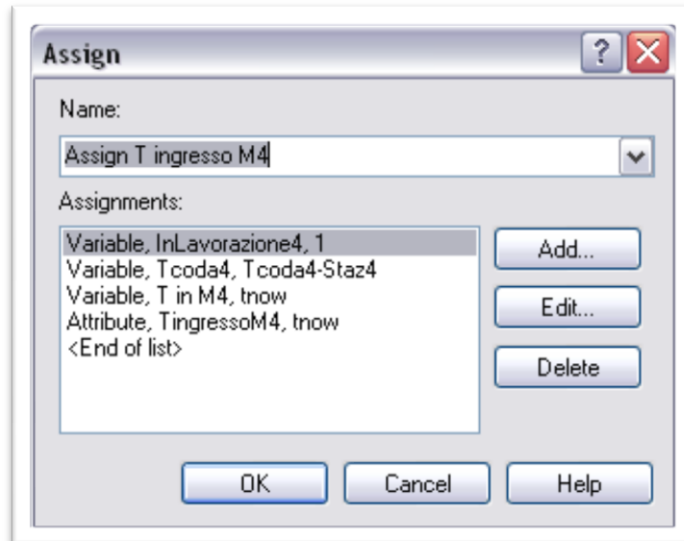 Assign
?
Name:
Assign T ingresso M4
Assignments:
Variable, InLavorazione4, 1
Variable, Tcoda4, Tcoda4-Staz4
Variable, T in M4, tnow
Attribute, TingressoM4, tnow
<End of list>
Add...
Edit...
Delete
OK
Cancel
Help